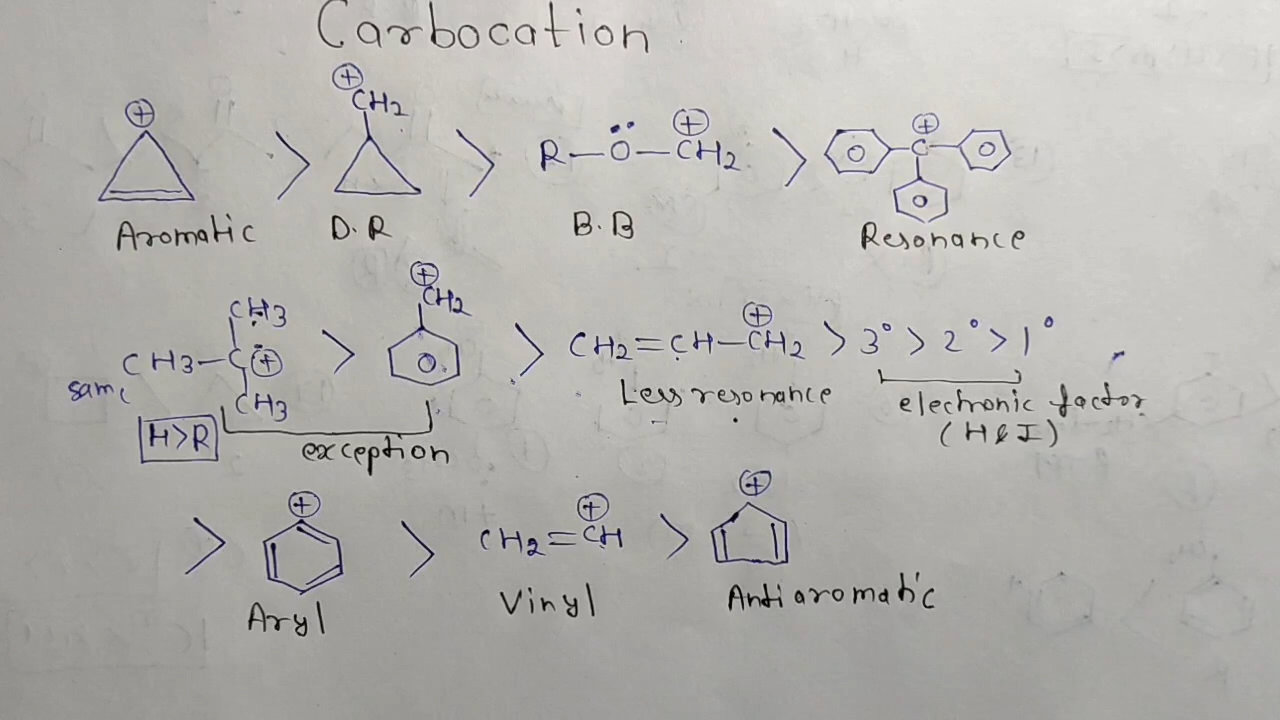 Carbocation
⊕ > ⊕CH2 > R–Ö–⊕CH2 > ⊕C
Aromatic D.R B.B Resonance
CH3
CH3–C⊕ > ⊕CH2 > CH2=CH–⊕CH2 > 3° > 2° > 1°
CH3
Less resonance electronic factor
H>R exception (H & I)
> ⊕ > CH2=⊕CH > ⊕
Aryl Vinyl Antiaromatic